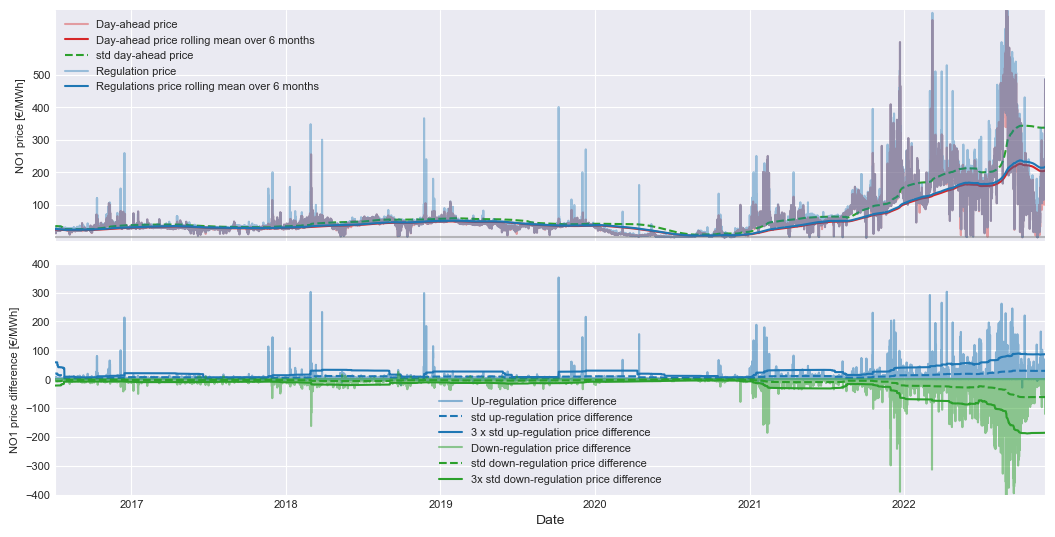 Day-ahead price
Day-ahead price rolling mean over 6 months
std day-ahead price
Regulation price
Regulations price rolling mean over 6 months
NO1 price [€/MWh]
500
400
300
200
100
NO1 price difference [€/MWh]
400
300
200
100
0
−100
−200
−300
−400
Up-regulation price difference
std up-regulation price difference
3 x std up-regulation price difference
Down-regulation price difference
std down-regulation price difference
3x std down-regulation price difference
2017 2018 2019 2020 2021 2022
Date